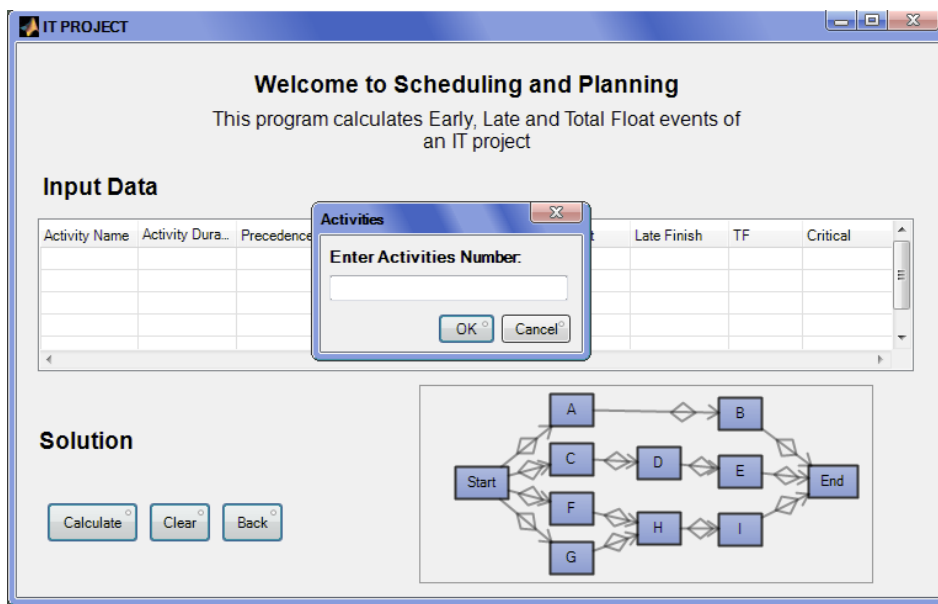 IT PROJECT
Welcome to Scheduling and Planning
This program calculates Early, Late and Total Float events of
an IT project
Input Data
Activity Name Activity Dura... Precedence t Late Finish TF Critical
Activities
Enter Activities Number:
OK Cancel
Solution
Calculate Clear Back
A B
C D E
Start End
F H I
G